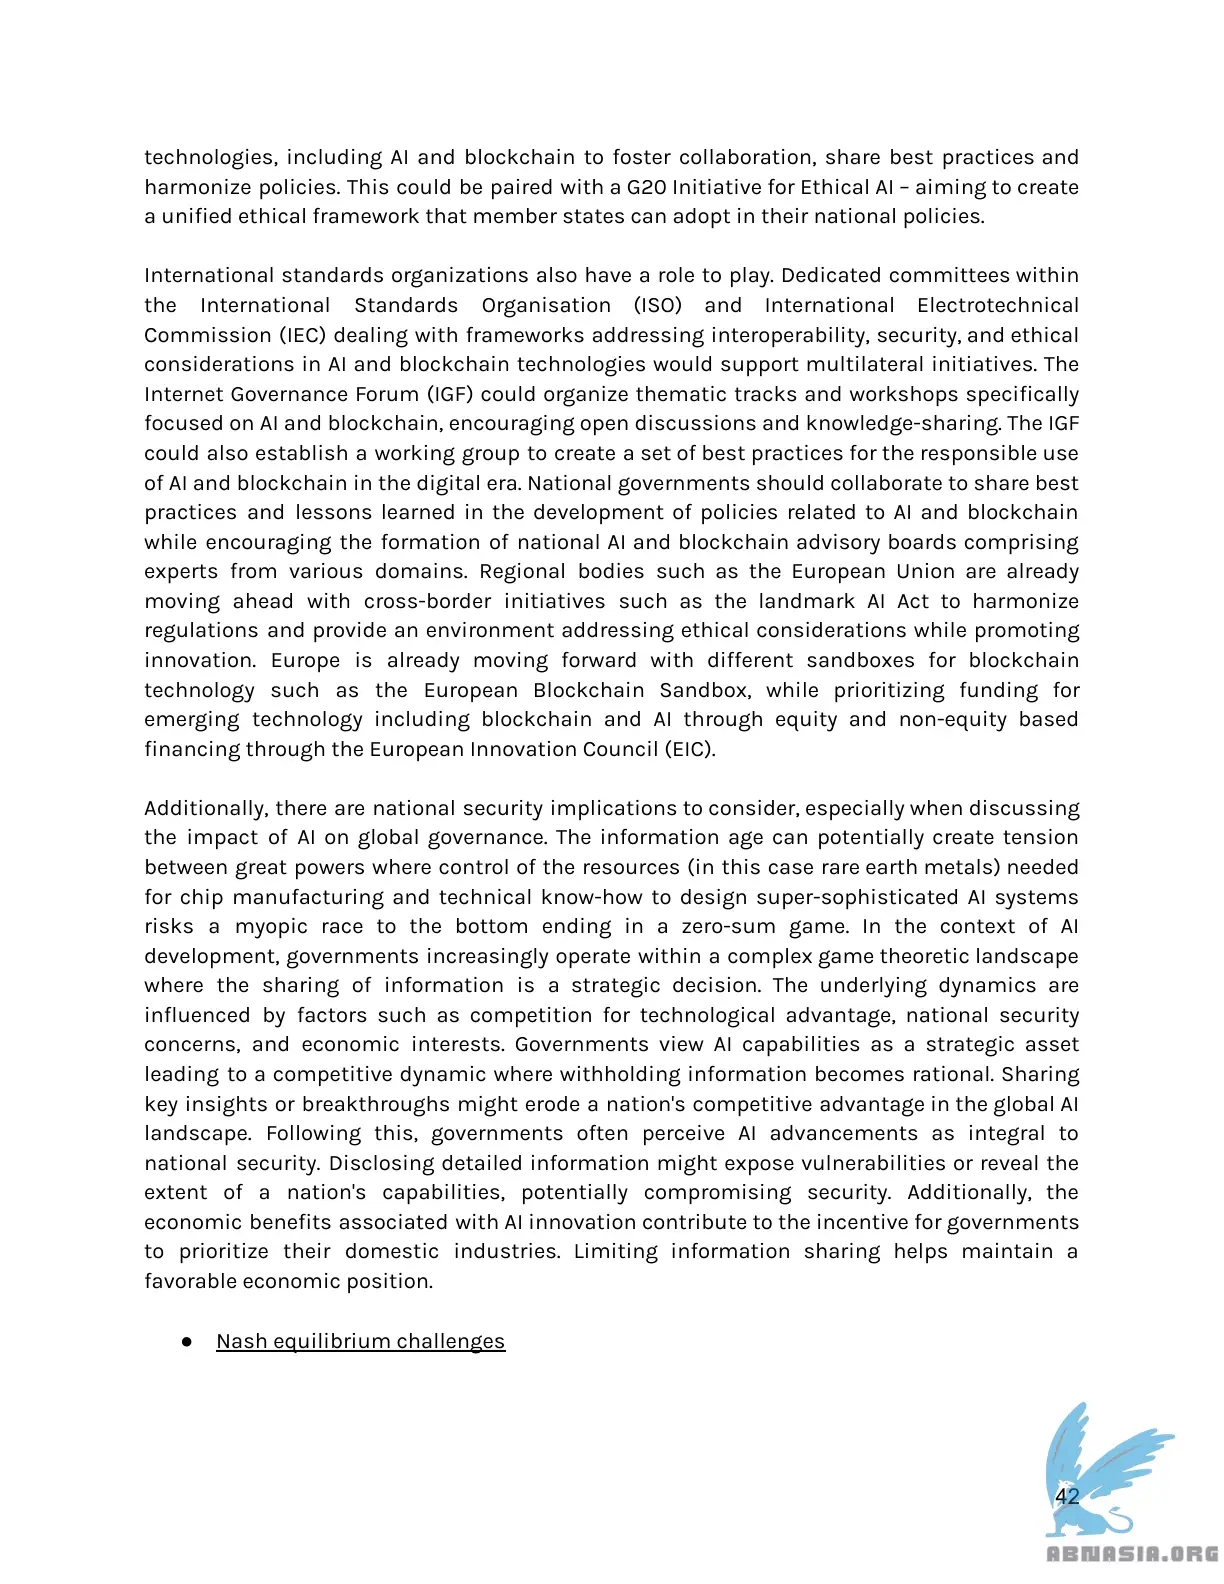 technologies, including AI and blockchain to foster collaboration, share best practices and
harmonize policies. This could be paired with a G20 Initiative for Ethical AI – aiming to create
a unified ethical framework that member states can adopt in their national policies.
International standards organizations also have a role to play. Dedicated committees within
the International Standards Organisation (ISO) and International Electrotechnical
Commission (IEC) dealing with frameworks addressing interoperability, security, and ethical
considerations in AI and blockchain technologies would support multilateral initiatives. The
Internet Governance Forum (IGF) could organize thematic tracks and workshops specifically
focused on AI and blockchain, encouraging open discussions and knowledge-sharing. The IGF
could also establish a working group to create a set of best practices for the responsible use
of AI and blockchain in the digital era. National governments should collaborate to share best
practices and lessons learned in the development of policies related to AI and blockchain
while encouraging the formation of national AI and blockchain advisory boards comprising
experts from various domains. Regional bodies such as the European Union are already
moving ahead with cross-border initiatives such as the landmark AI Act to harmonize
regulations and provide an environment addressing ethical considerations while promoting
innovation. Europe is already moving forward with different sandboxes for blockchain
technology such as the European Blockchain Sandbox, while prioritizing funding for
emerging technology including blockchain and AI through equity and non-equity based
financing through the European Innovation Council (EIC).
Additionally, there are national security implications to consider, especially when discussing
the impact of AI on global governance. The information age can potentially create tension
between great powers where control of the resources (in this case rare earth metals) needed
for chip manufacturing and technical know-how to design super-sophisticated AI systems
risks a myopic race to the bottom ending in a zero-sum game. In the context of AI
development, governments increasingly operate within a complex game theoretic landscape
where the sharing of information is a strategic decision. The underlying dynamics are
influenced by factors such as competition for technological advantage, national security
concerns, and economic interests. Governments view AI capabilities as a strategic asset
leading to a competitive dynamic where withholding information becomes rational. Sharing
key insights or breakthroughs might erode a nation's competitive advantage in the global AI
landscape. Following this, governments often perceive AI advancements as integral to
national security. Disclosing detailed information might expose vulnerabilities or reveal the
extent of a nation's capabilities, potentially compromising security. Additionally, the
economic benefits associated with AI innovation contribute to the incentive for governments
to prioritize their domestic industries. Limiting information sharing helps maintain a
favorable economic position.
● Nash equilibrium challenges
42
ABNASIA.ORG